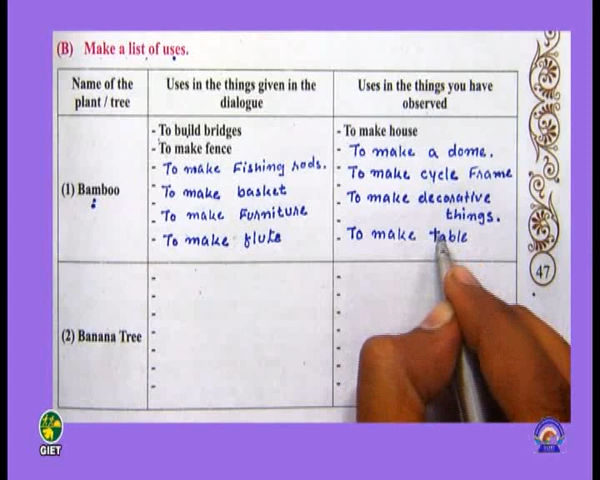 (B) Make a list of uses.
Name of the plant / tree
Uses in the things given in the dialogue
Uses in the things you have observed
(1) Bamboo
- To build bridges
- To make fence
- To make Fishing rods.
- To make basket
- To make Furniture
- To make flute
- To make house
- To make a dome.
- To make cycle Frame
- To make decorative
- things.
- To make table
(2) Banana Tree
47
GIET